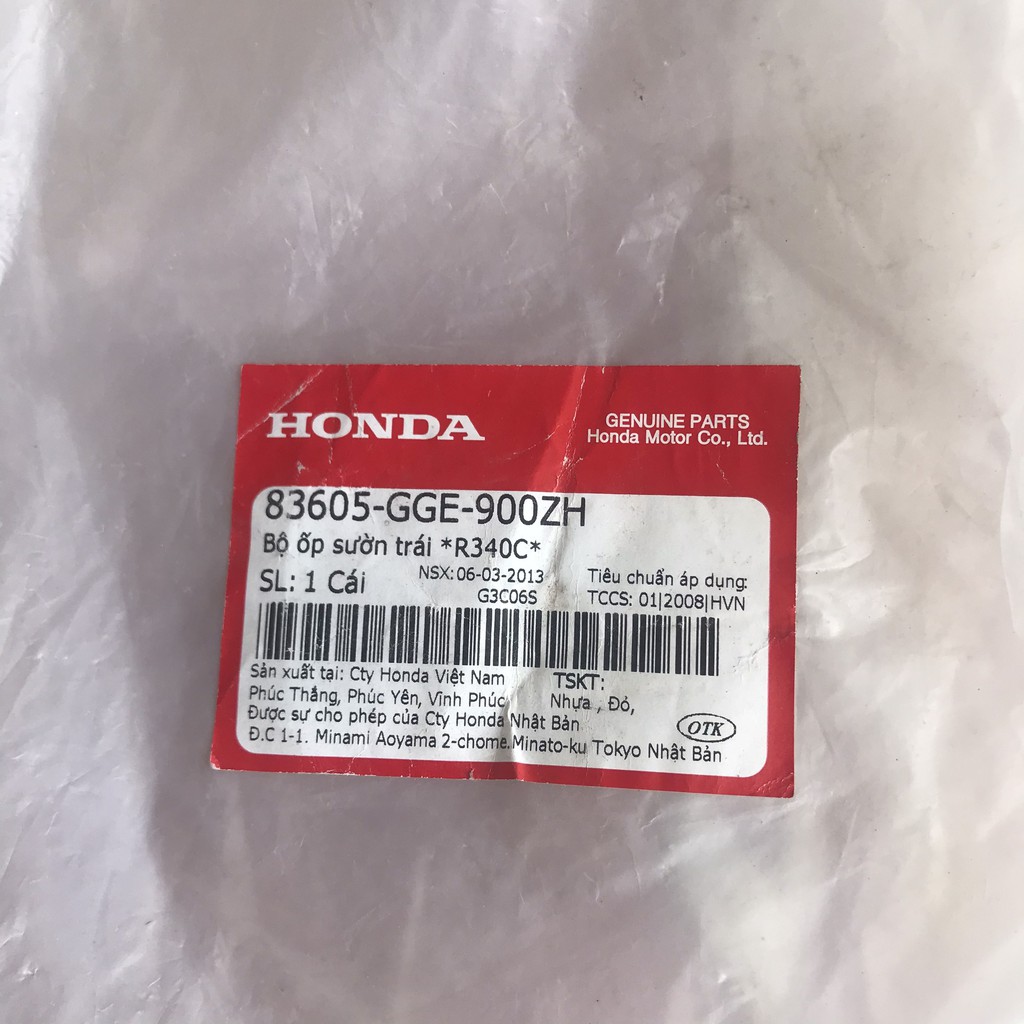 HONDA
GENUINE PARTS
Honda Motor Co., Ltd.
83605-GGE-900ZH
Bộ ốp sườn trái *R340C*
SL: 1 Cái
NSX: 06-03-2013
G3C06S
Tiêu chuẩn áp dụng:
TCCS: 01|2008|HVN
Sản xuất tại: Cty Honda Việt Nam
Phúc Thắng, Phúc Yên, Vĩnh Phúc,
Được sự cho phép của Cty Honda Nhật Bản
Đ.C 1-1. Minami Aoyama 2-chome.Minato-ku Tokyo Nhật Bản
TSKT:
Nhựa , Đỏ,
OTK